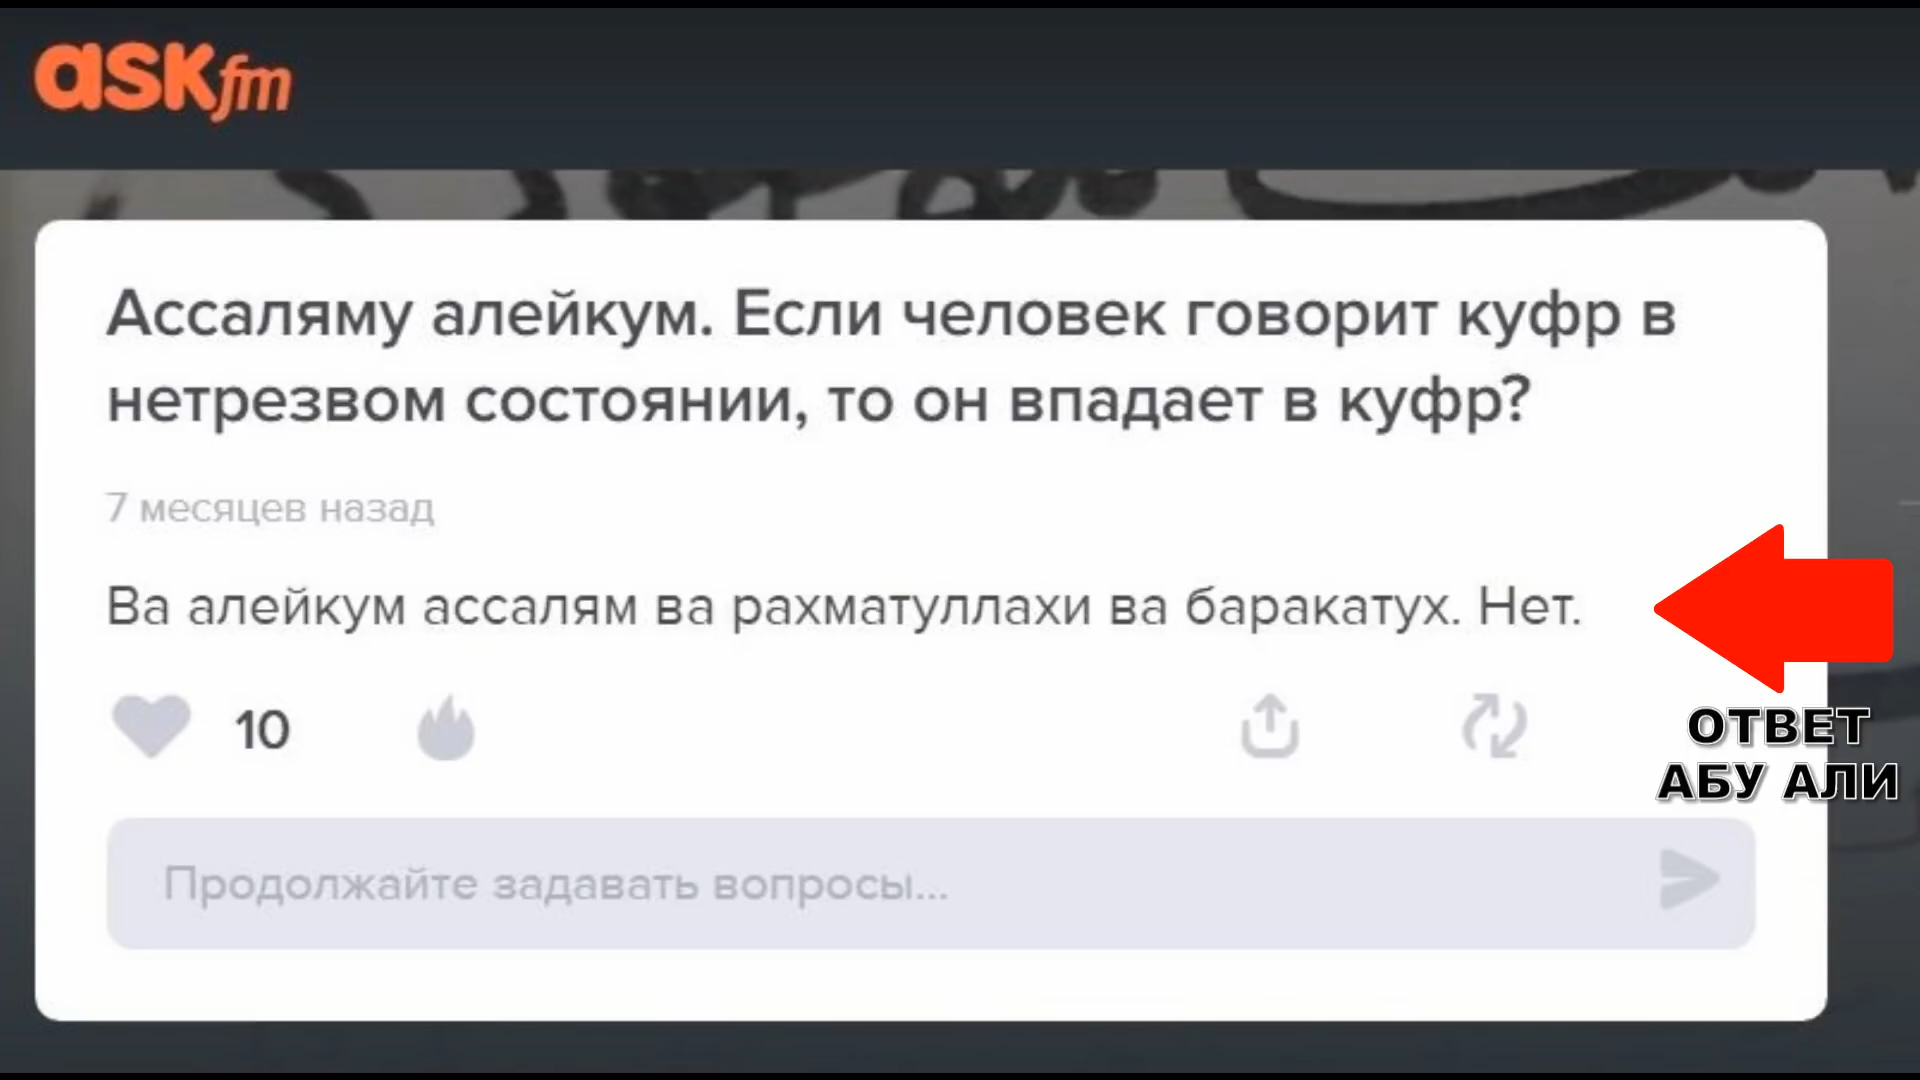 askfm
Ассаляму алейкум. Если человек говорит куфр в
нетрезвом состоянии, то он впадает в куфр?
7 месяцев назад
Ва алейкум ассалям ва рахматуллахи ва баракатух. Нет.
10
ОТВЕТ
АБУ АЛИ
Продолжайте задавать вопросы...